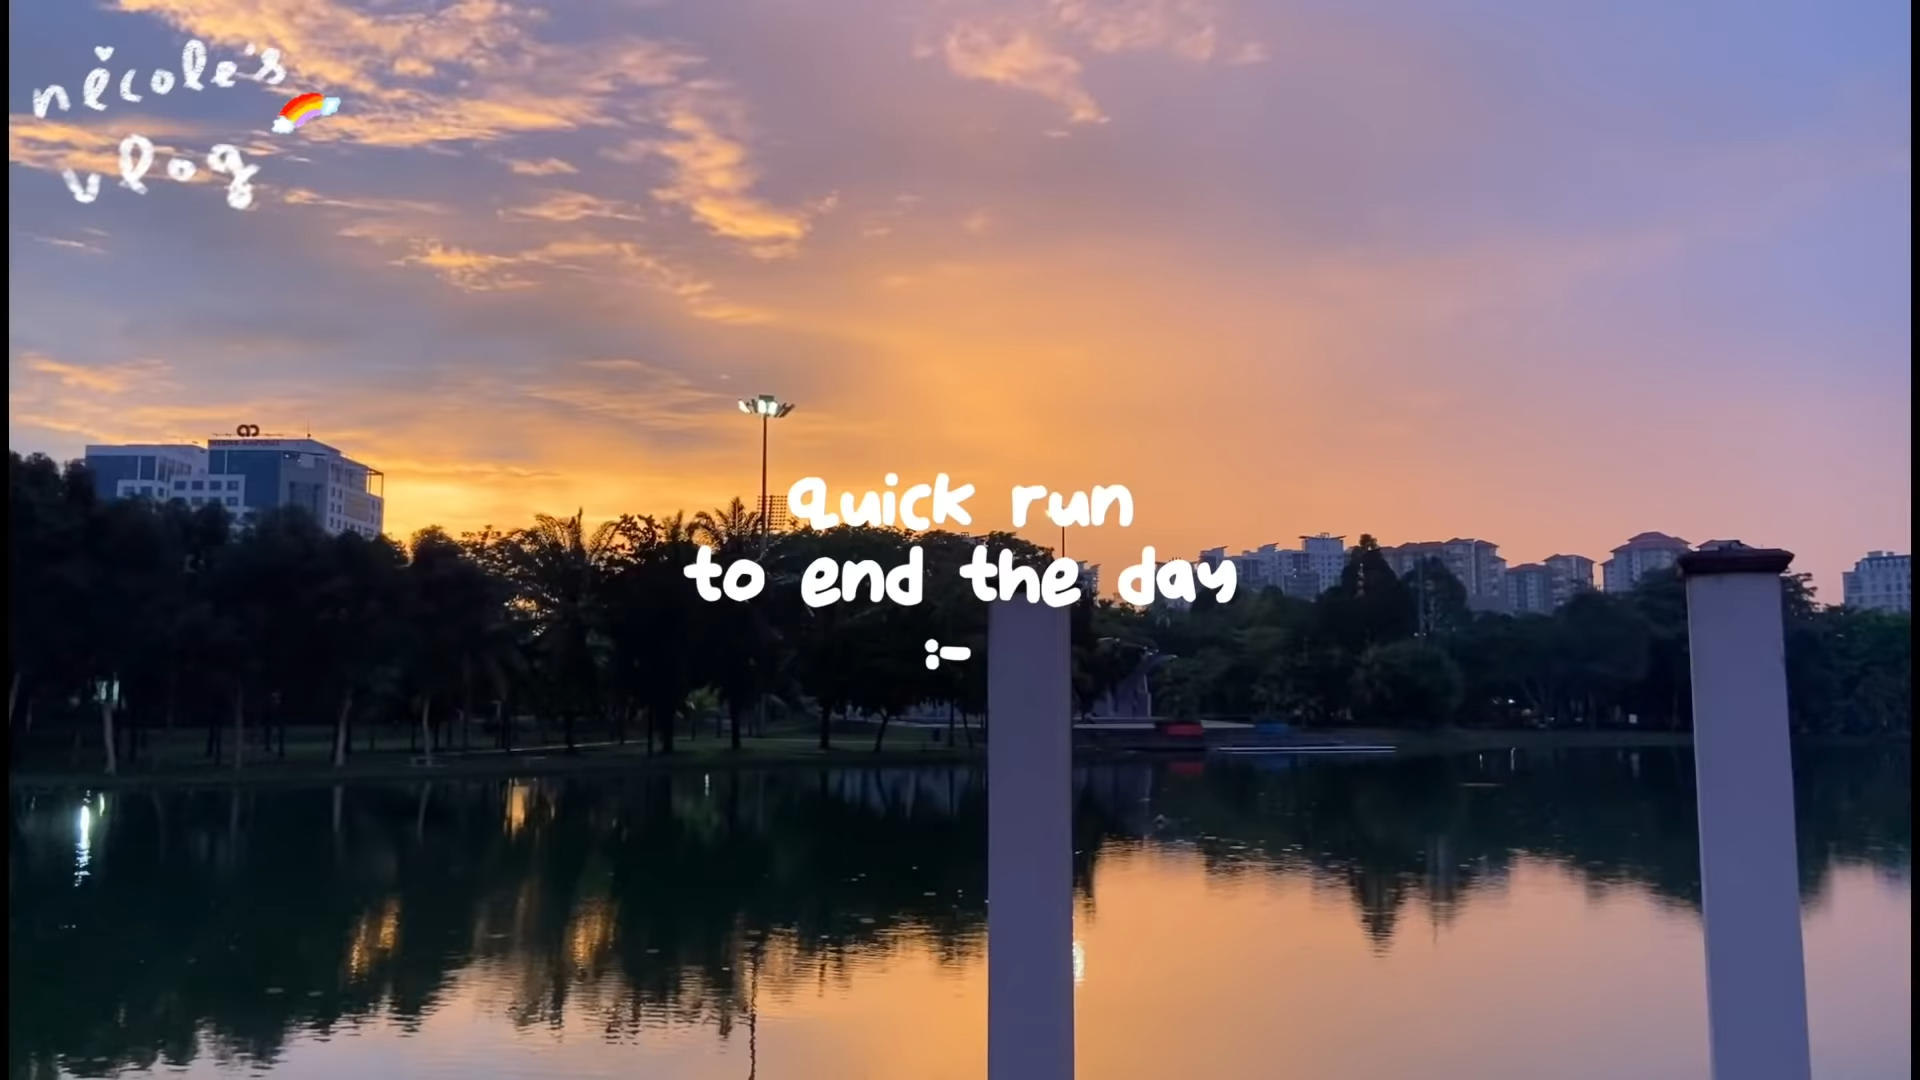 nicole's
vlog
quick run
to end the day
:-